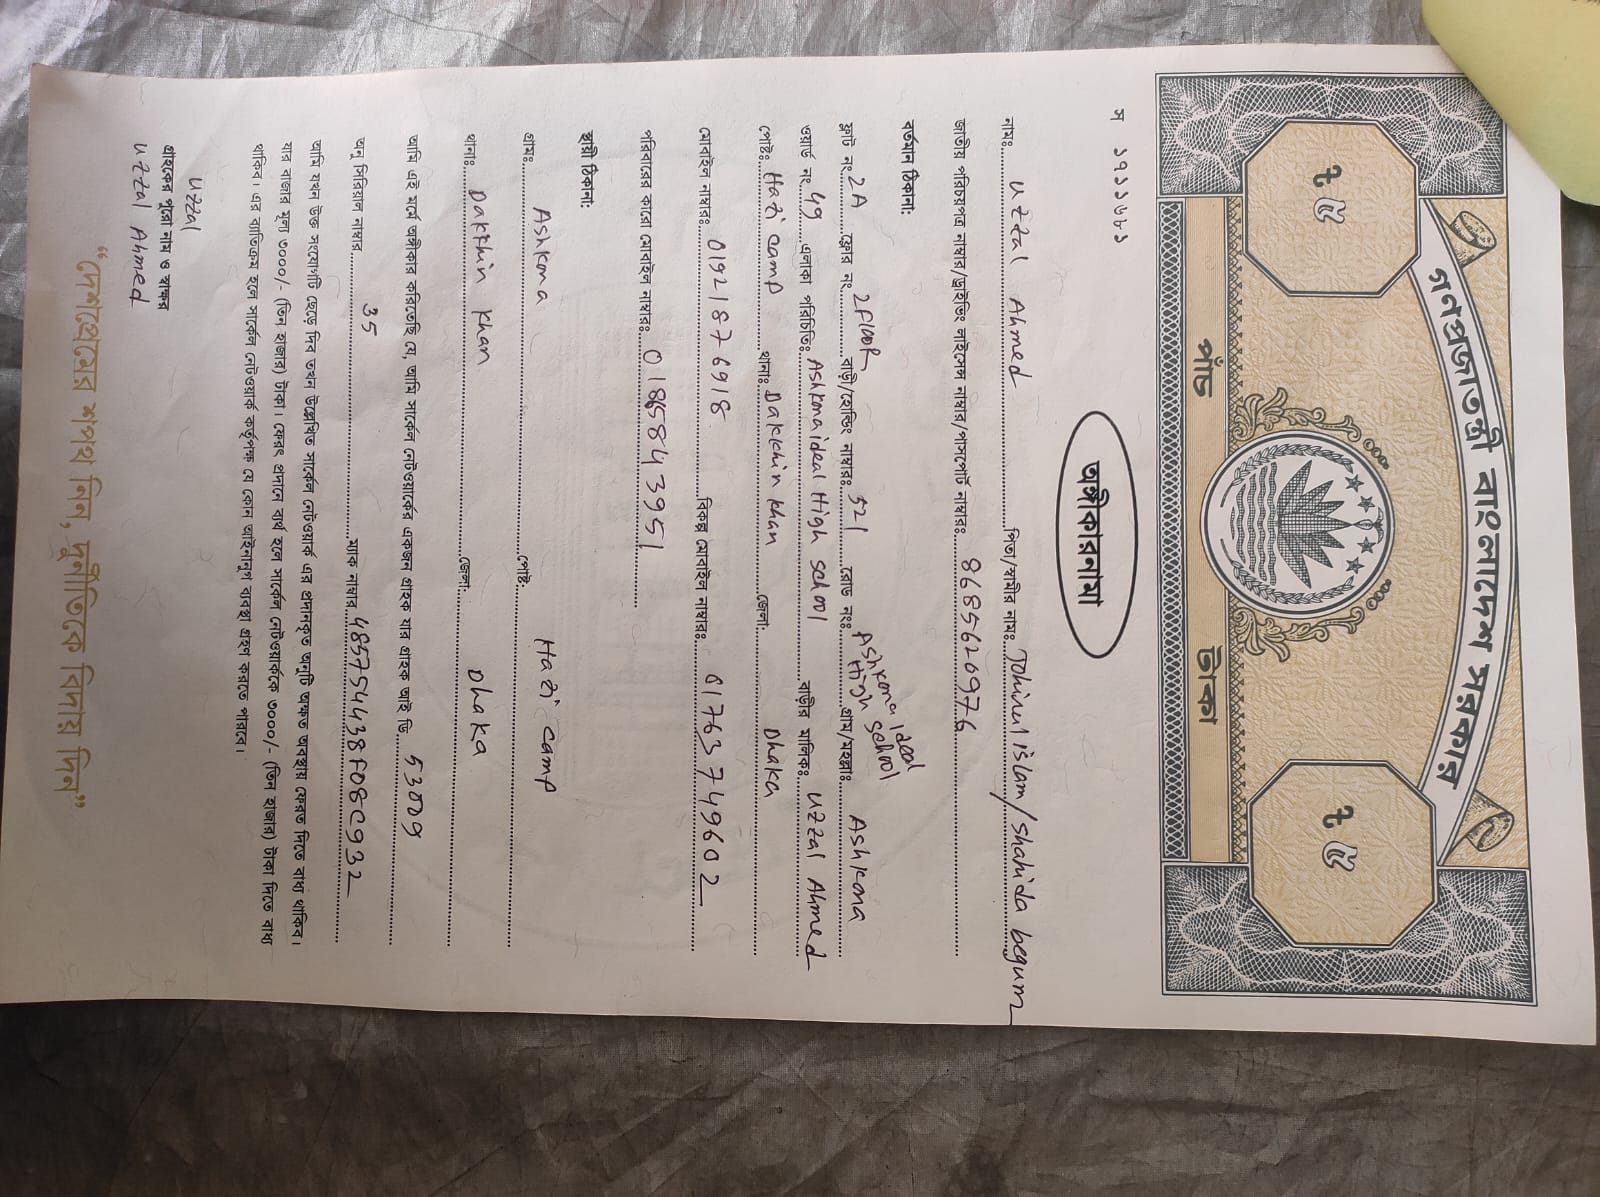 গণপ্রজাতন্ত্রী বাংলাদেশ সরকার
৳ ৫
৳ ৫
পাঁচ টাকা
স ১৭১১৬৮১
অঙ্গীকারনামা
নামঃ Uzzal Ahmed পিতা/স্বামীর নামঃ Tohirul islam/shahida begum
জাতীয় পরিচয়পত্র নাম্বার/ড্রাইভিং লাইসেন্স নাম্বার/পাসপোর্ট নাম্বারঃ 8685620976
বর্তমান ঠিকানা:
ফ্লাট নং 2A ফ্লোর নং 2flooR বাড়ী/হোল্ডিং নাম্বারঃ 521 রোড নংঃ Ashkona Ideal High school গ্রাম/মহল্লাঃ Ashkona
ওয়ার্ড নং 49 এলাকা পরিচিতিঃ Ashkona ideal High school বাড়ীর মালিকঃ Uzzal Ahmed
পোষ্টঃ Hazi camp থানাঃ Dakkhin Khan জেলা. Dhaka
মোবাইল নাম্বারঃ 01921876918 বিকল্প মোবাইল নাম্বারঃ 01763749602
পরিবারের কারো মোবাইল নাম্বারঃ
স্থায়ী ঠিকানা:
গ্রামঃ Ashkona পোষ্ট: Hazi camp
থানাঃ Dakkhin Khan জেলা: Dhaka
আমি এই মর্মে অঙ্গীকার করিতেছি যে, আমি সার্কেল নেটওয়ার্কের একজন গ্রাহক যার গ্রাহক আই ডি
অনু সিরিয়াল নাম্বার 35 ম্যাক নাম্বার 485754438F08C932
আমি যখন উক্ত সংযোগটি ছেড়ে দিব তখন উল্লেখিত সার্কেল নেটওয়ার্ক এর প্রদানকৃত অনুটি অক্ষত অবস্থায় ফেরত দিতে বাধ্য থাকিব।
যার বাজার মূল্য ৩০০০/- (তিন হাজার) টাকা। ফেরৎ প্রদানে ব্যর্থ হলে সার্কেল নেটওয়ার্ককে ৩০০০/- (তিন হাজার) টাকা দিতে বাধ্য
থাকিব। এর ব্যতিক্রম হলে সার্কেল নেটওয়ার্ক কর্তৃপক্ষ যে কোন আইনানুগ ব্যবস্থা গ্রহণ করতে পারবে।
Uzzal
গ্রাহকের পুরো নাম ও স্বাক্ষর
Uzzal Ahmed
“দেশপ্রেমের শপথ নিন, দুর্নীতিকে বিদায় দিন”